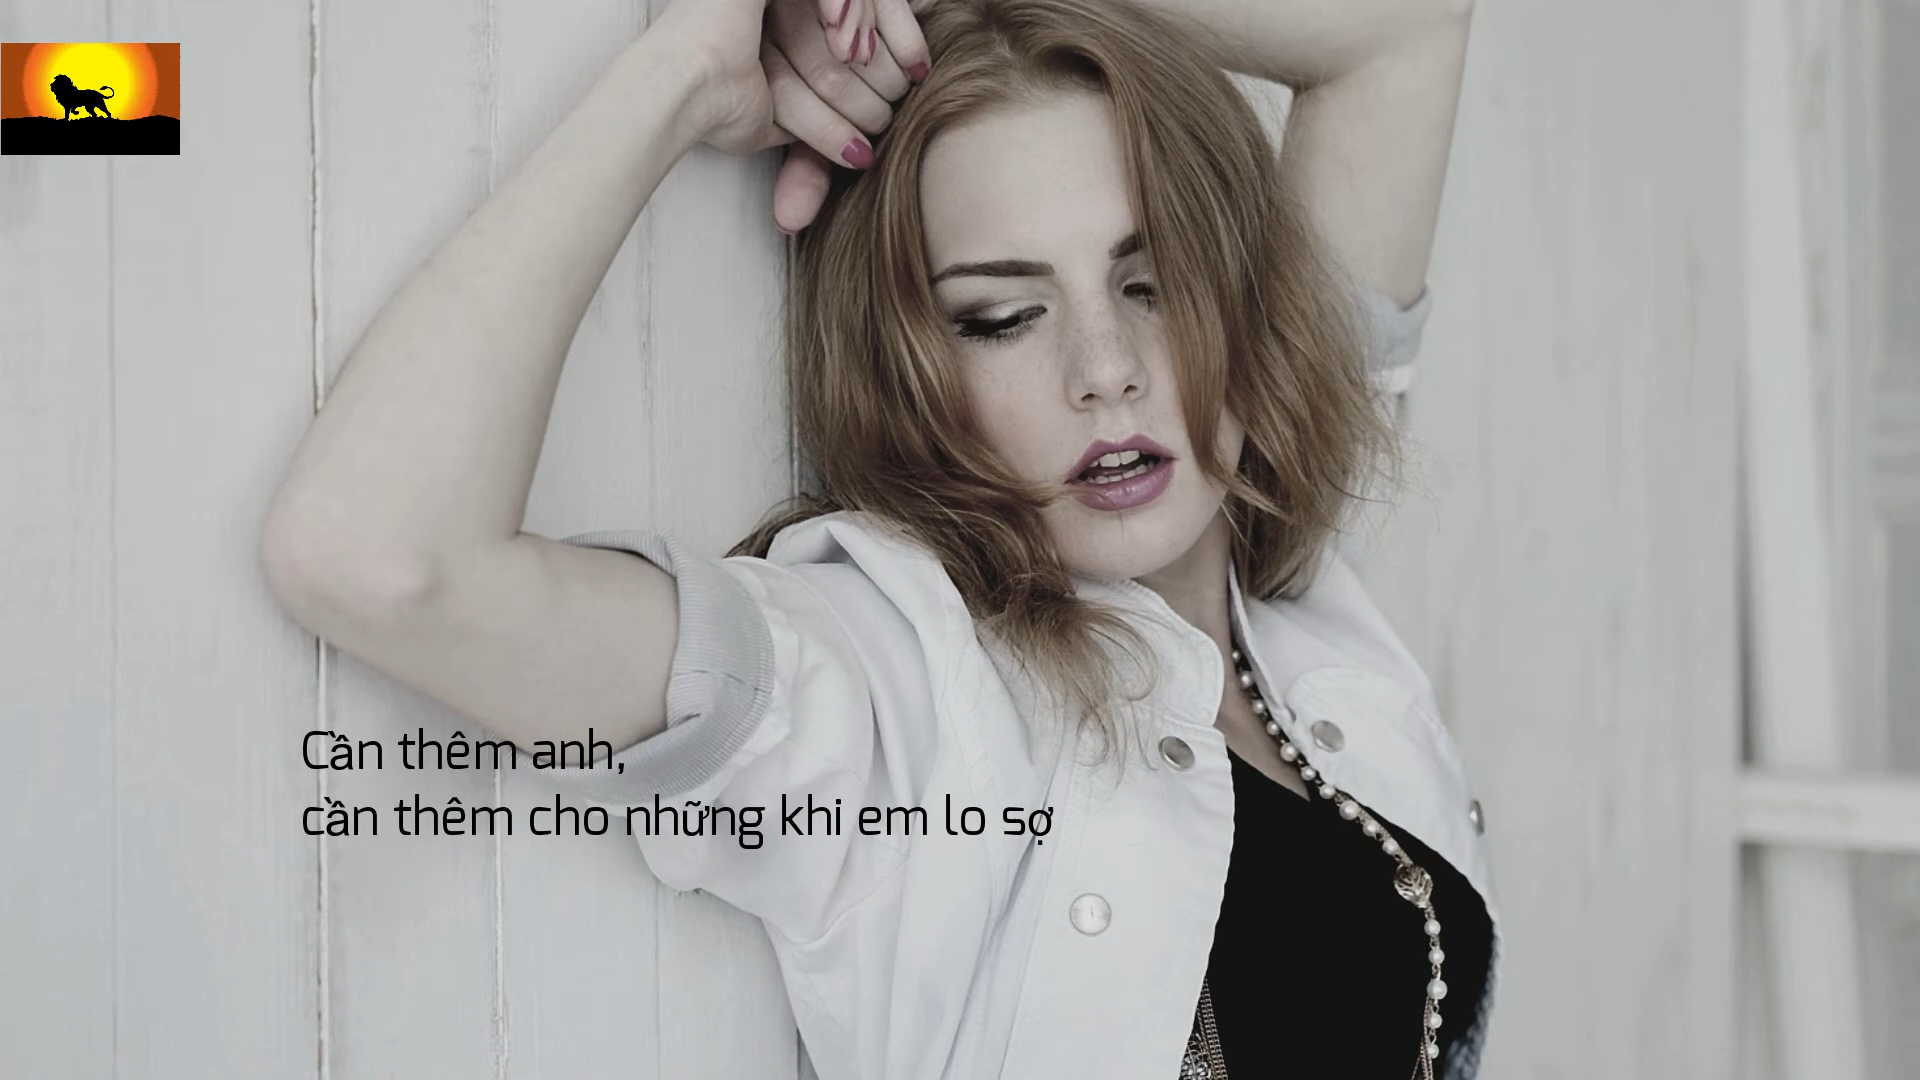 Cần thêm anh,
cần thêm cho những khi em lo sợ